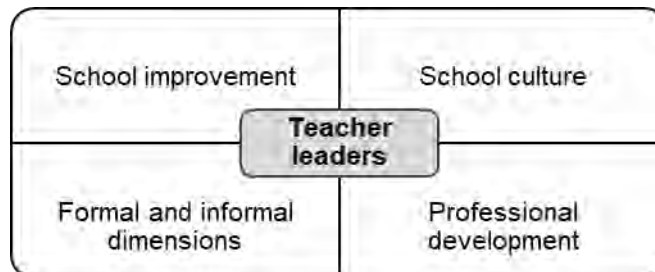 School improvement
School culture
Teacher
leaders
Formal and informal
dimensions
Professional
development